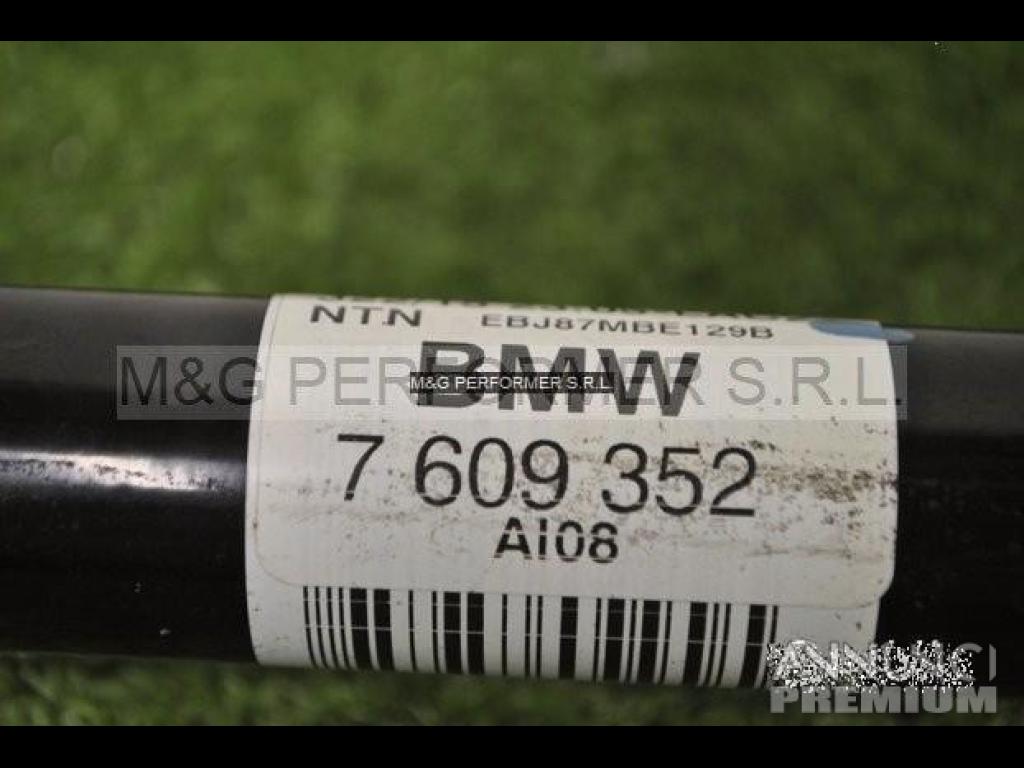 NTN EBJ87MBE129B
BMW
M&G PERFORMER S.R.L.
M&G PERFORMER S.R.L.
7 609 352
AI08
ANNUNCI
PREMIUM